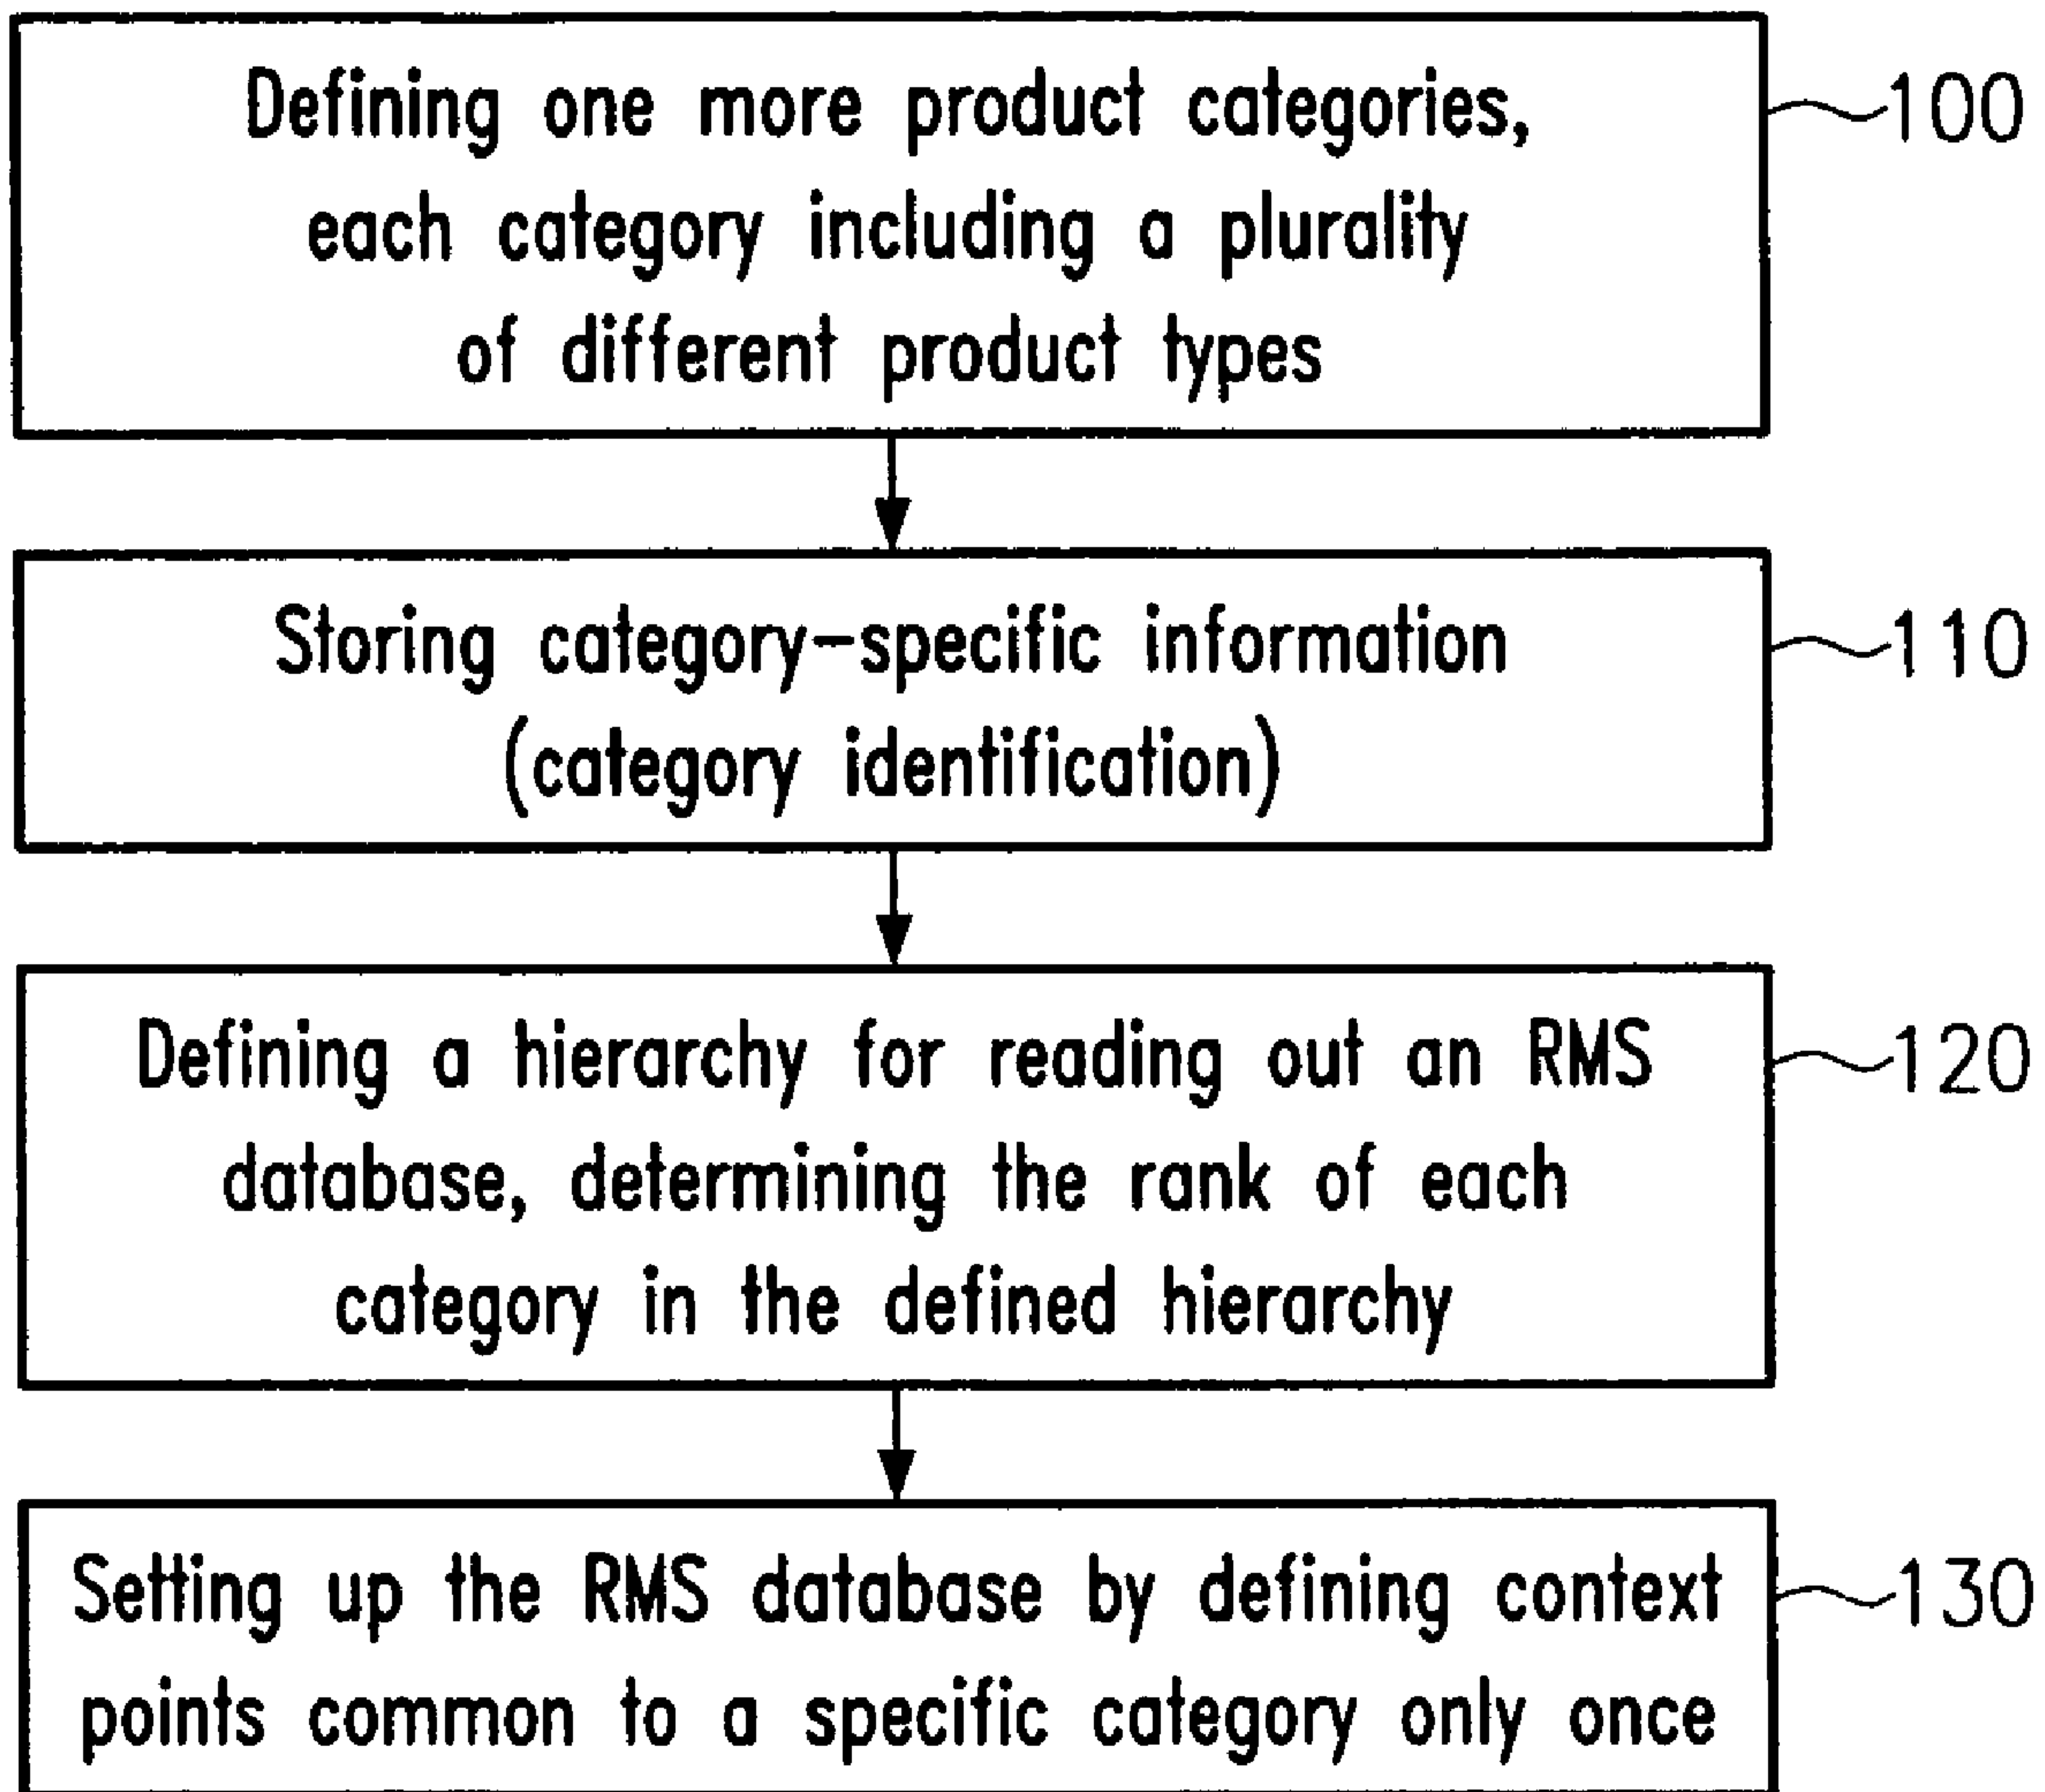 Defining one more product categories,
each category including a plurality
of different product types
100
Storing category-specific information
(category identification)
110
Defining a hierarchy for reading out an RMS
database, determining the rank of each
category in the defined hierarchy
120
Setting up the RMS database by defining context
points common to a specific category only once
130